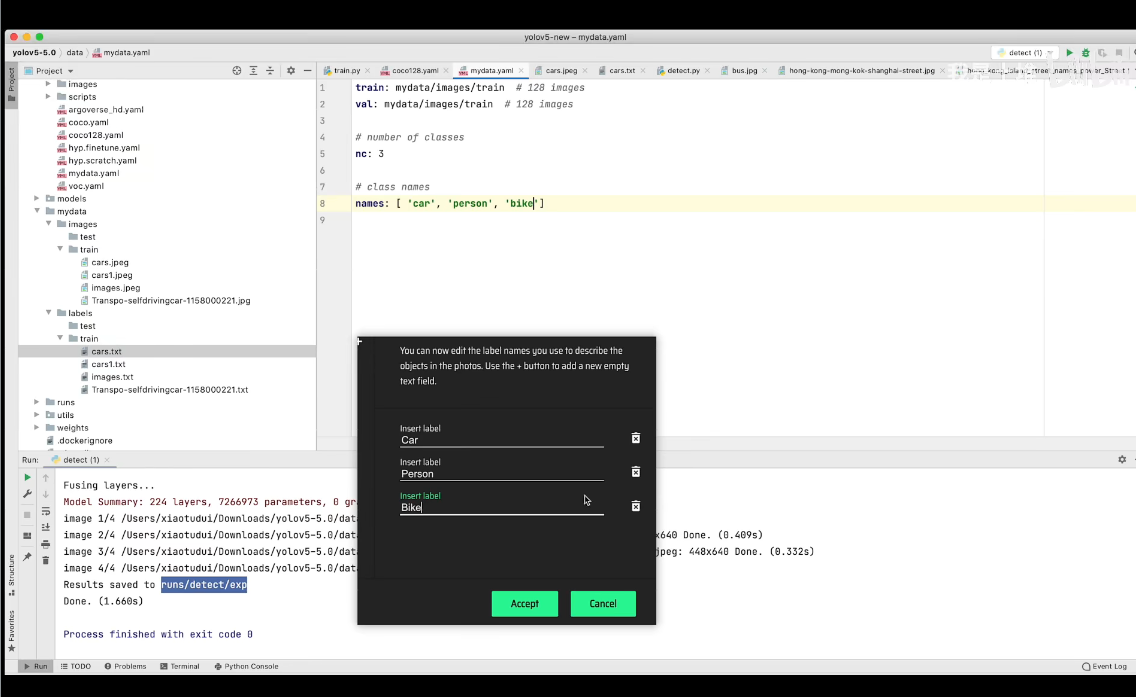 yolov5-new – mydata.yaml
yolov5-5.0 › data › mydata.yaml
detect (1)
Project
train.py
coco128.yaml
mydata.yaml
cars.jpeg
cars.txt
detect.py
bus.jpg
hong-kong-mong-kok-shanghai-street.jpg
images
scripts
argoverse_hd.yaml
coco.yaml
coco128.yaml
hyp.finetune.yaml
hyp.scratch.yaml
mydata.yaml
voc.yaml
models
mydata
images
test
train
cars.jpeg
cars1.jpeg
images.jpeg
Transpo-selfdrivingcar-1158000221.jpg
labels
test
train
cars.txt
cars1.txt
images.txt
Transpo-selfdrivingcar-1158000221.txt
runs
utils
weights
.dockerignore
1 train: mydata/images/train # 128 images
2 val: mydata/images/train # 128 images
3
4 # number of classes
5 nc: 3
6
7 # class names
8 names: [ 'car', 'person', 'bike']
9
You can now edit the label names you use to describe the
objects in the photos. Use the + button to add a new empty
text field.
Insert label
Car
Insert label
Person
Insert label
Bike
Accept
Cancel
Run: detect (1)
Fusing layers...
Model Summary: 224 layers, 7266973 parameters, 0 gra
image 1/4 /Users/xiaotudui/Downloads/yolov5-5.0/data
image 2/4 /Users/xiaotudui/Downloads/yolov5-5.0/dat x640 Done. (0.409s)
image 3/4 /Users/xiaotudui/Downloads/yolov5-5.0/dat jpeg: 448x640 Done. (0.332s)
image 4/4 /Users/xiaotudui/Downloads/yolov5-5.0/dat
Results saved to runs/detect/exp
Done. (1.660s)
Process finished with exit code 0
Project
Structure
Favorites
Run
TODO
Problems
Terminal
Python Console
Event Log